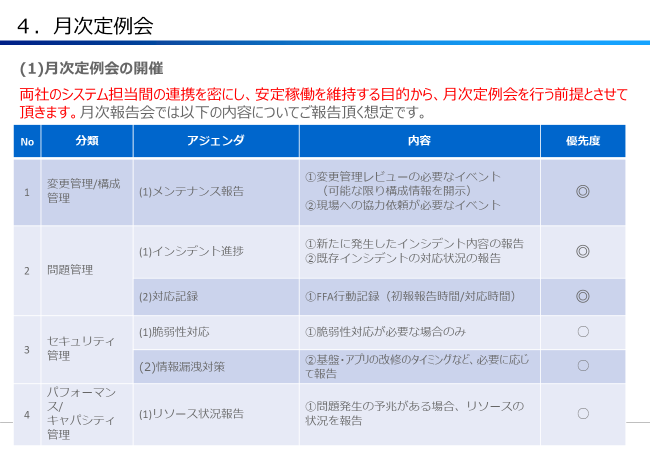 ４．月次定例会
(1)月次定例会の開催
両社のシステム担当間の連携を密にし、安定稼働を維持する目的から、月次定例会を行う前提とさせて
頂きます。月次報告会では以下の内容についてご報告頂く想定です。
No 分類 アジェンダ 内容 優先度
1
変更管理/構成
管理
(1)メンテナンス報告
①変更管理レビューの必要なイベント
（可能な限り構成情報を開示）
②現場への協力依頼が必要なイベント
◎
2
問題管理
(1)インシデント進捗
①新たに発生したインシデント内容の報告
②既存インシデントの対応状況の報告
◎
(2)対応記録
①FFA行動記録（初報報告時間/対応時間）
◎
3
セキュリティ
管理
(1)脆弱性対応
①脆弱性対応が必要な場合のみ
○
(2)情報漏洩対策
②基盤・アプリの改修のタイミングなど、必要に応じ
て報告
○
4
パフォーマン
ス/
キャパシティ
管理
(1)リソース状況報告
①問題発生の予兆がある場合、リソースの
状況を報告
○